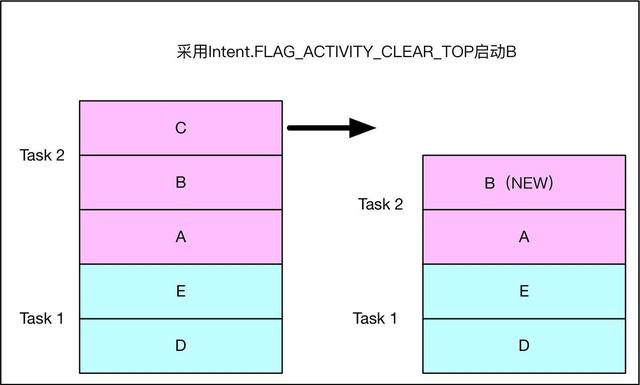 采用Intent.FLAG_ACTIVITY_CLEAR_TOP启动B
C
Task 2
B
A
E
Task 1
D
B（NEW）
Task 2
A
E
Task 1
D